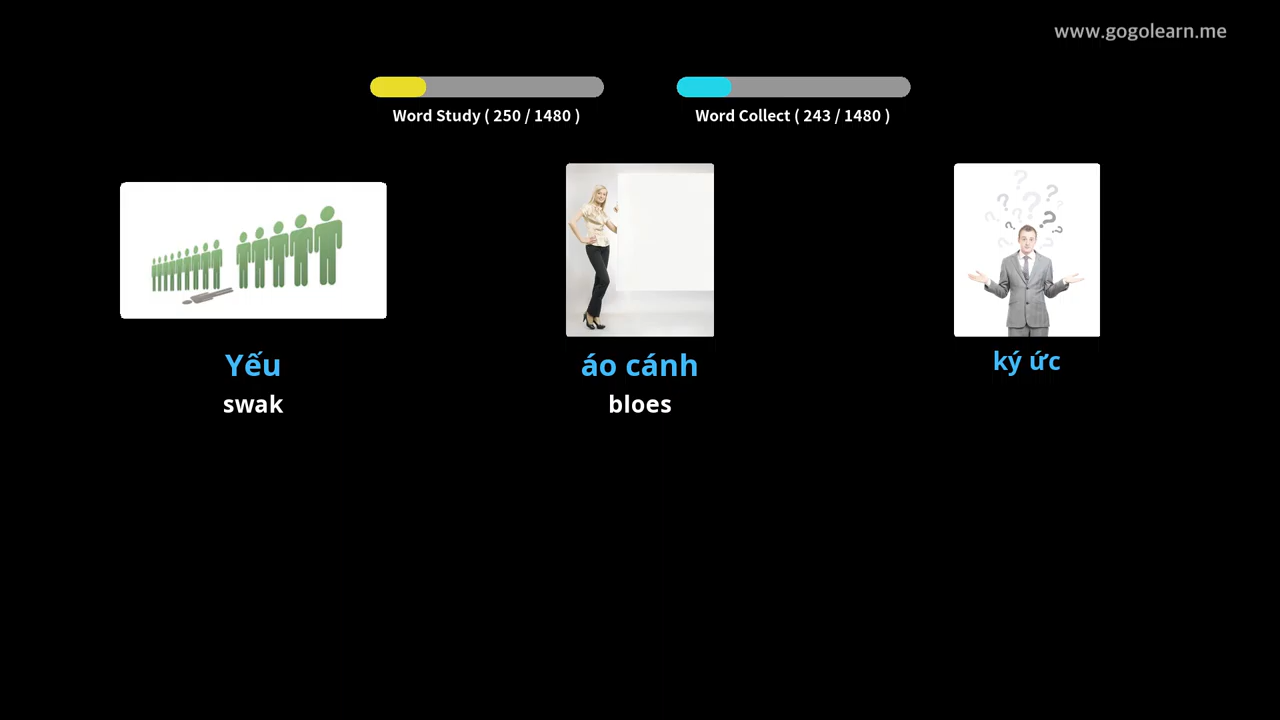 www.gogolearn.me
Word Study ( 250 / 1480 )
Word Collect ( 243 / 1480 )
Yếu
swak
áo cánh
bloes
ký ức